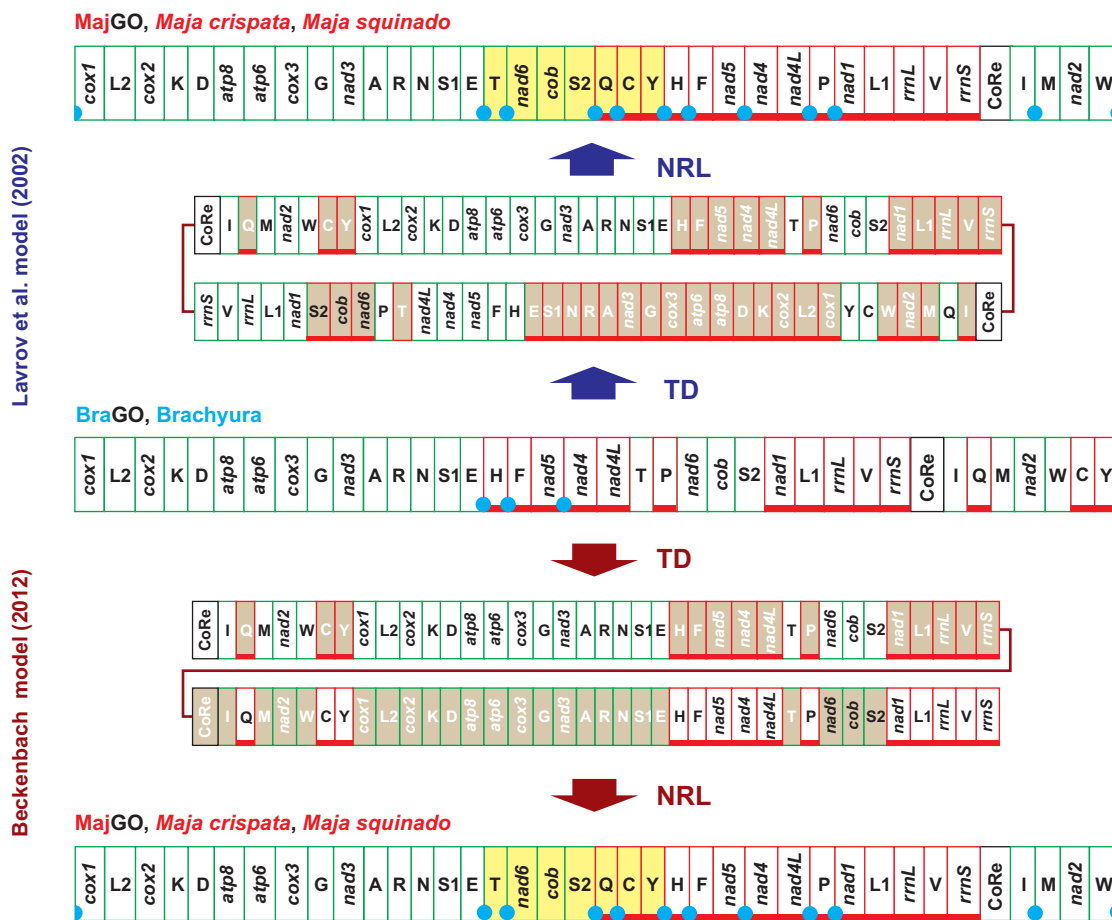 MajGO, Maja crispata, Maja squinado
cox1 L2 cox2 K D atp8 atp6 cox3 G nad3 A R N S1 E T nad6 cob S2 Q C Y H F nad5 nad4 nad4L P nad1 L1 rrnL V rrnS CoRe I M nad2 W
NRL
Lavrov et al. model (2002)
CoRe I Q M nad2 W C Y cox1 L2 cox2 K D atp8 atp6 cox3 G nad3 A R N S1 E H F nad5 nad4 nad4L T P nad6 cob S2 nad1 L1 rrnL V rrnS
rrnS V rrnL L1 nad1 S2 cob nad6 P T nad4L nad4 nad5 F H E S1 N R A nad3 G cox3 atp6 atp8 D K cox2 L2 cox1 Y C W nad2 M Q I CoRe
TD
BraGO, Brachyura
cox1 L2 cox2 K D atp8 atp6 cox3 G nad3 A R N S1 E H F nad5 nad4 nad4L T P nad6 cob S2 nad1 L1 rrnL V rrnS CoRe I Q M nad2 W C Y
TD
Beckenbach model (2012)
CoRe I Q M nad2 W C Y cox1 L2 cox2 K D atp8 atp6 cox3 G nad3 A R N S1 E H F nad5 nad4 nad4L T P nad6 cob S2 nad1 L1 rrnL V rrnS
CoRe I Q M nad2 W C Y cox1 L2 cox2 K D atp8 atp6 cox3 G nad3 A R N S1 E H F nad5 nad4 nad4L T P nad6 cob S2 nad1 L1 rrnL V rrnS
NRL
MajGO, Maja crispata, Maja squinado
cox1 L2 cox2 K D atp8 atp6 cox3 G nad3 A R N S1 E T nad6 cob S2 Q C Y H F nad5 nad4 nad4L P nad1 L1 rrnL V rrnS CoRe I M nad2 W